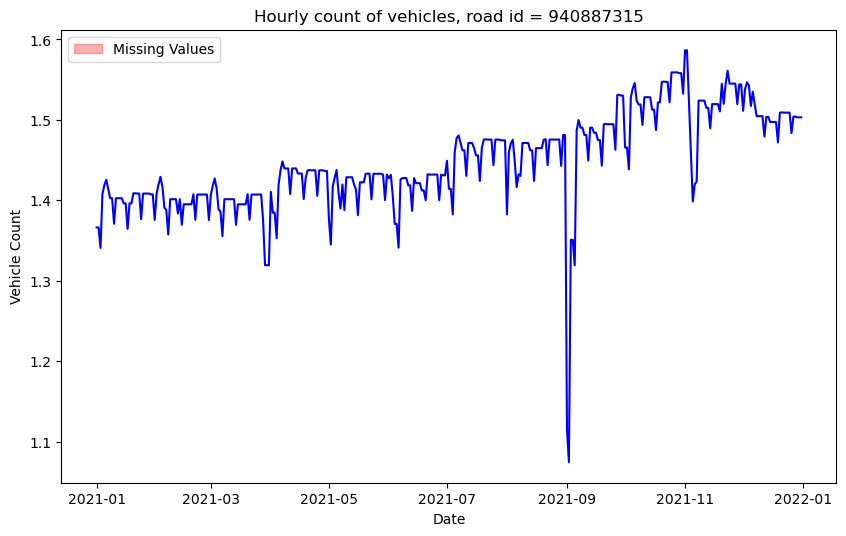 Hourly count of vehicles, road id = 940887315
Missing Values
Vehicle Count
1.6
1.5
1.4
1.3
1.2
1.1
2021-01 2021-03 2021-05 2021-07 2021-09 2021-11 2022-01
Date